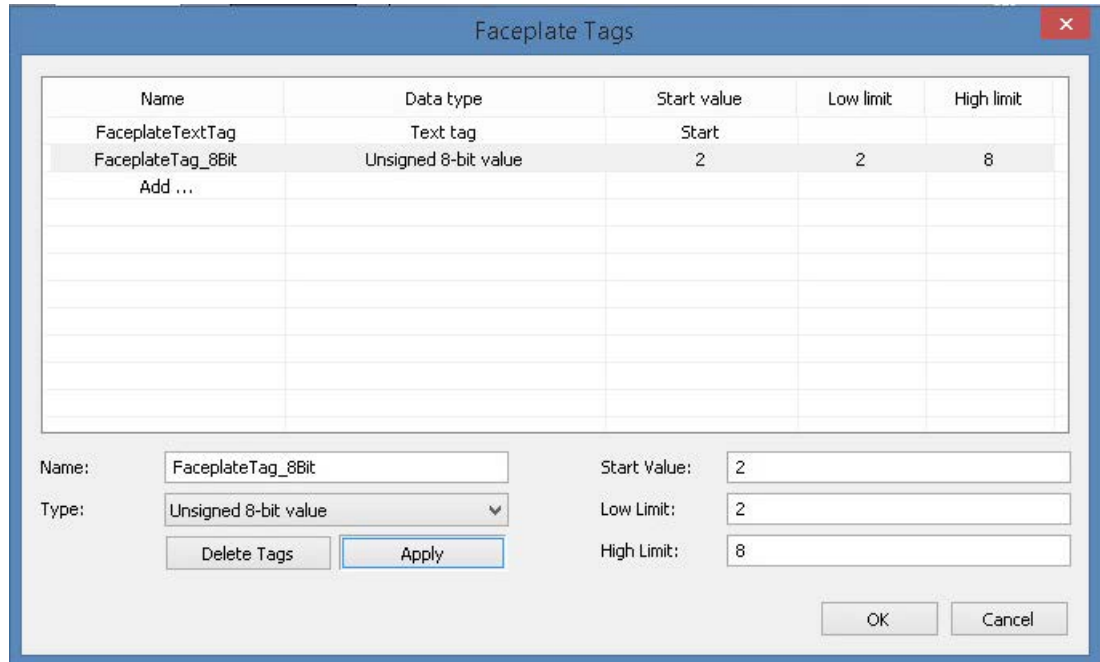 Faceplate Tags
Name Data type Start value Low limit High limit
FaceplateTextTag Text tag Start
FaceplateTag_8Bit Unsigned 8-bit value 2 2 8
Add ...
Name: FaceplateTag_8Bit Start Value: 2
Type: Unsigned 8-bit value Low Limit: 2
Delete Tags Apply High Limit: 8
OK Cancel